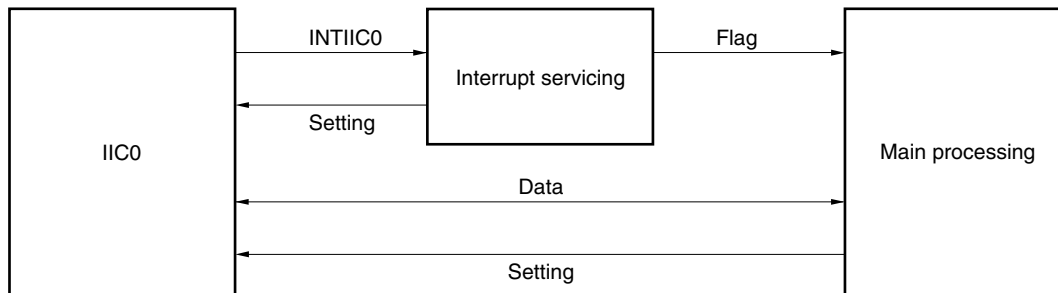 INTIIC0
Flag
Interrupt servicing
Setting
IIC0
Main processing
Data
Setting